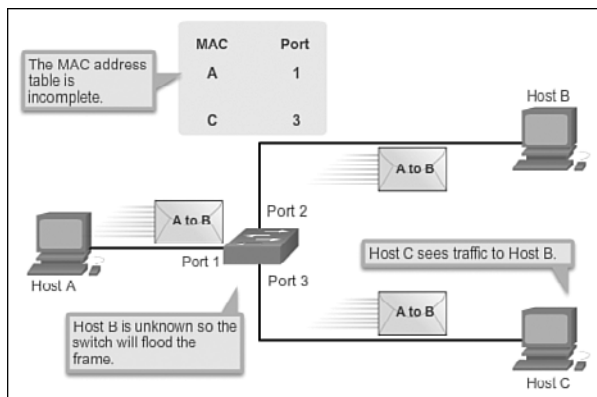 The MAC address
table is
incomplete.
MAC Port
A 1
C 3
Host B
A to B
A to B
Port 2
Port 1
Host A
Port 3
Host C sees traffic to Host B.
Host B is unknown so the
switch will flood the
frame.
A to B
Host C